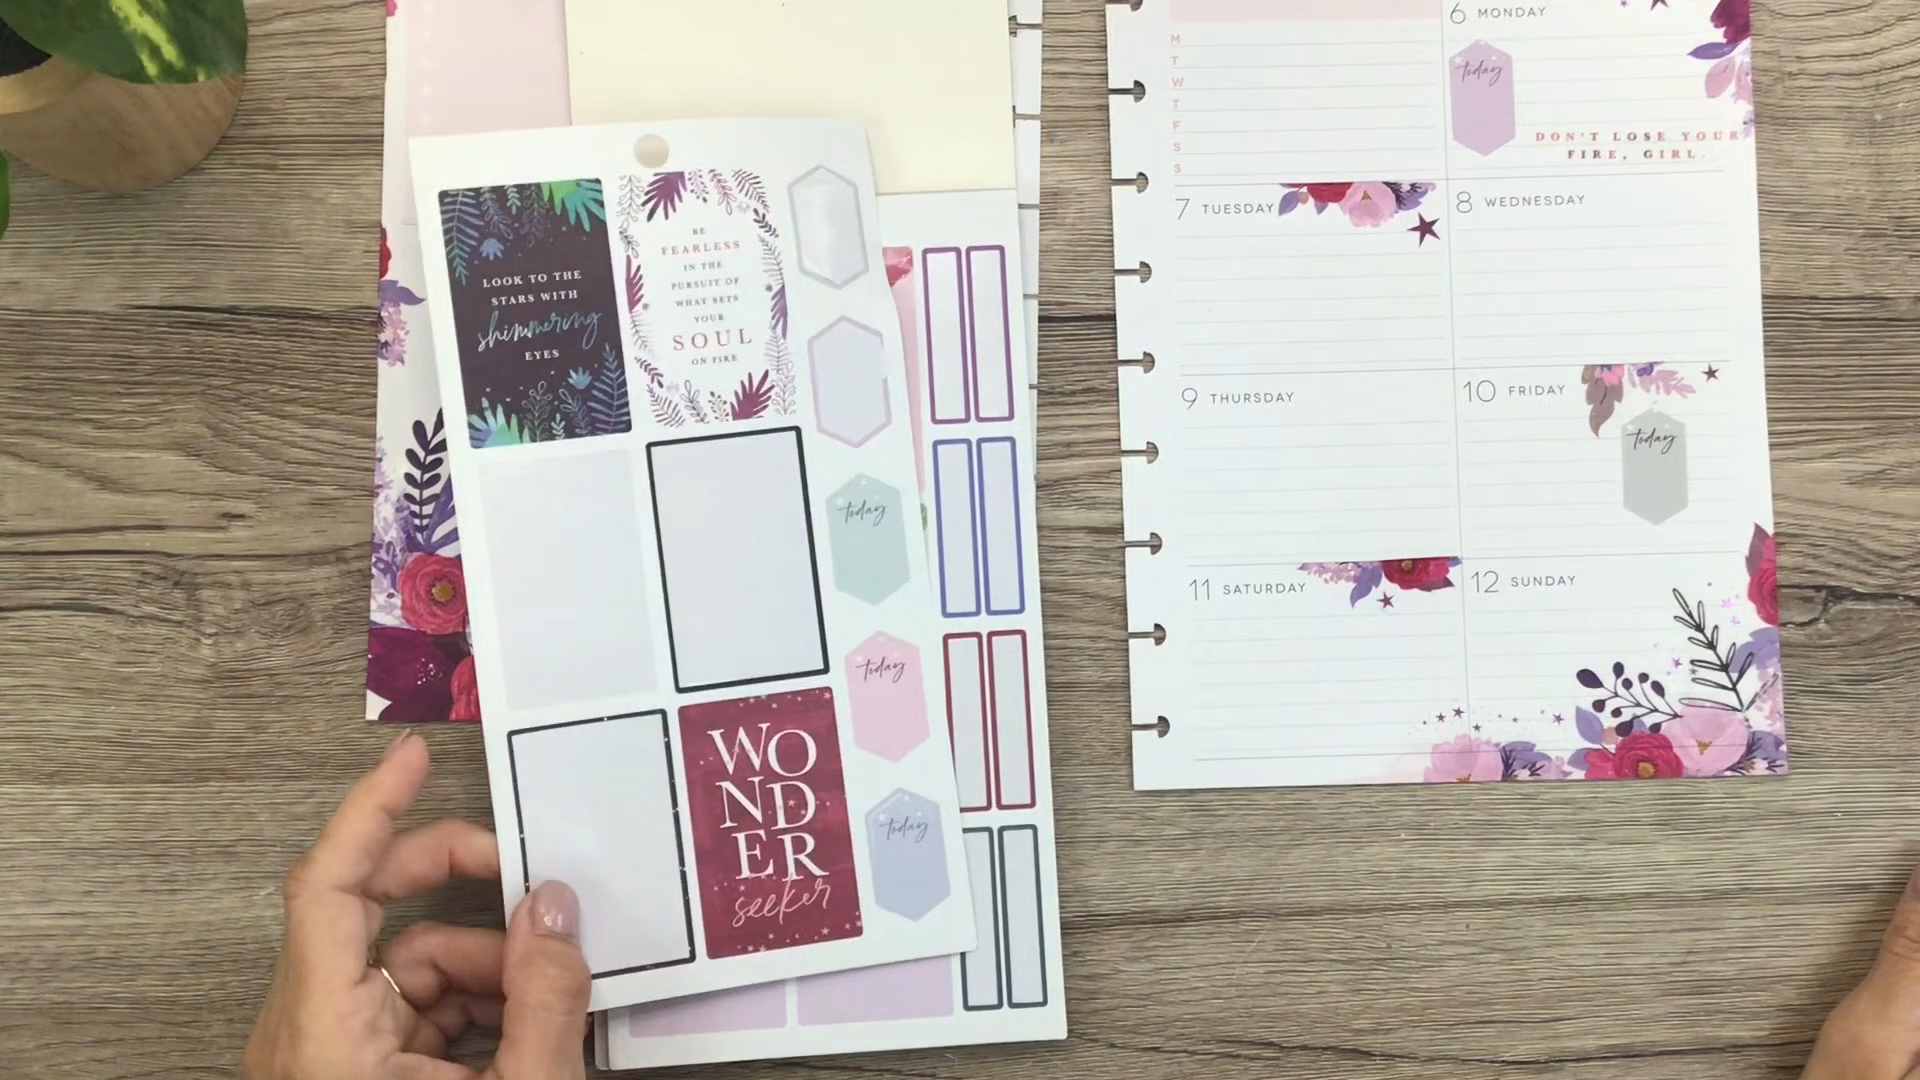 LOOK TO THE
STARS WITH
shimmering
EYES
BE
FEARLESS
IN THE
PURSUIT OF
WHAT SETS
YOUR
SOUL
ON FIRE
today
today
today
WO
ND
ER
seeker
M
T
W
T
F
S
S
6 MONDAY
today
DON'T LOSE YOUR
FIRE, GIRL.
7 TUESDAY
8 WEDNESDAY
9 THURSDAY
10 FRIDAY
today
11 SATURDAY
12 SUNDAY